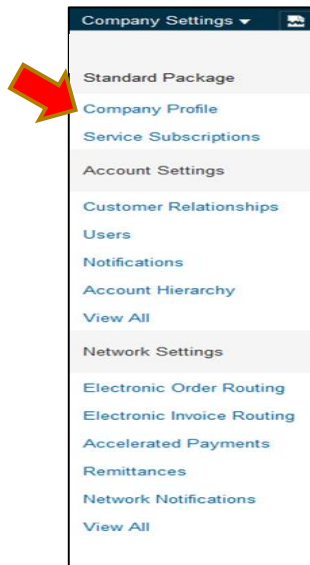 Company Settings
Standard Package
Company Profile
Service Subscriptions
Account Settings
Customer Relationships
Users
Notifications
Account Hierarchy
View All
Network Settings
Electronic Order Routing
Electronic Invoice Routing
Accelerated Payments
Remittances
Network Notifications
View All